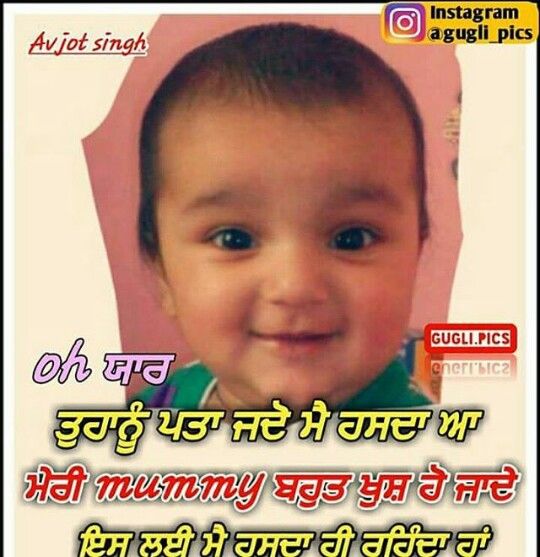 Instagram
@gugli_pics
Avjot singh
GUGLI.PICS
oh ਯਾਰ
ਤੁਹਾਨੂੰ ਪਤਾ ਜਦੋ ਮੈ ਹਸਦਾ ਆ
ਮੇਰੀ mummy ਬਹੁਤ ਖੁਸ਼ ਹੋ ਜਾਦੇ
ਇਸ ਲਈ ਮੈ ਹਸਦਾ ਹੀ ਰਹਿੰਦਾ ਹਾਂ